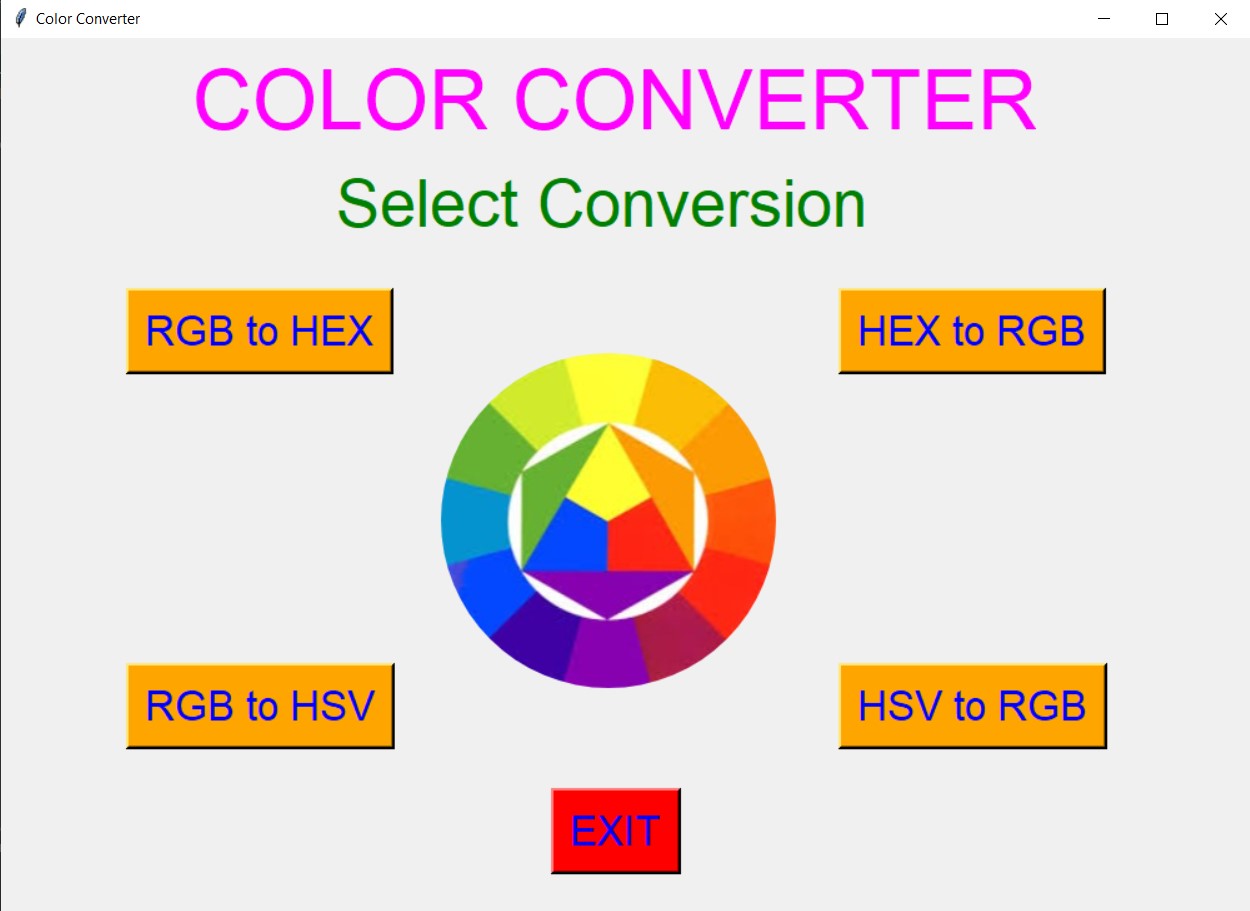 Color Converter
COLOR CONVERTER
Select Conversion
RGB to HEX
HEX to RGB
RGB to HSV
HSV to RGB
EXIT